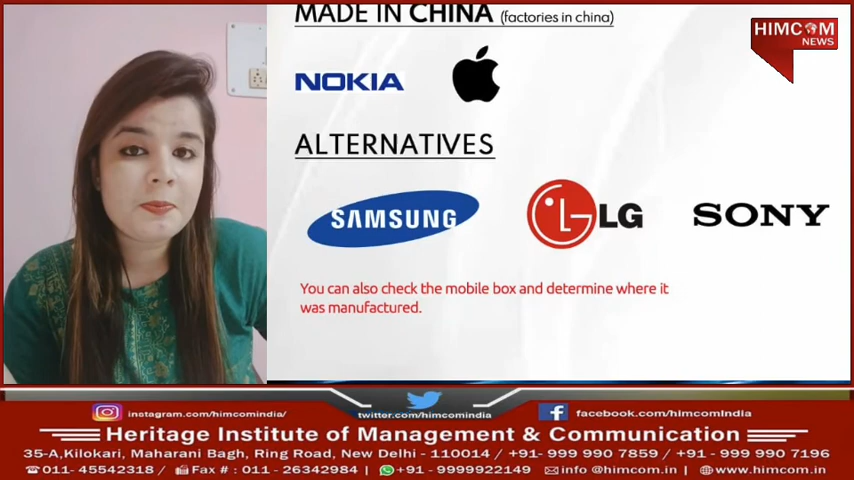 MADE IN CHINA (factories in china)
HIMCOM
NEWS
NOKIA
ALTERNATIVES
SAMSUNG
LG
SONY
You can also check the mobile box and determine where it
was manufactured.
instagram.com/himcomindia/
twitter.com/himcomindia
facebook.com/himcomIndia
Heritage Institute of Management & Communication
35-A,Kilokari, Maharani Bagh, Ring Road, New Delhi - 110014 / +91- 999 990 7859 / +91 - 999 990 7196
011- 45542318 / Fax # : 011 - 26342984 | +91 - 9999922149 info @himcom.in | www.himcom.in